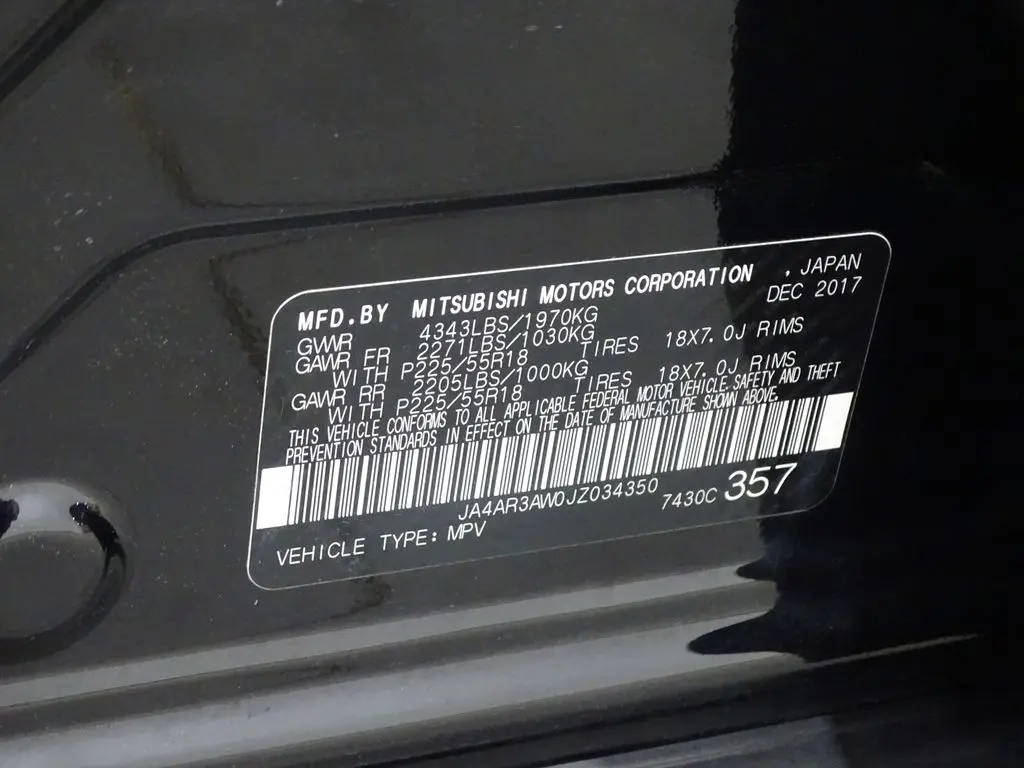 MFD.BY MITSUBISHI MOTORS CORPORATION , JAPAN
DEC 2017
GVWR 4343LBS/1970KG
GAWR FR 2271LBS/1030KG
WITH P225/55R18 TIRES 18X7.0J RIMS
GAWR RR 2205LBS/1000KG
WITH P225/55R18 TIRES 18X7.0J RIMS
THIS VEHICLE CONFORMS TO ALL APPLICABLE FEDERAL MOTOR VEHICLE SAFETY AND THEFT
PREVENTION STANDARDS IN EFFECT ON THE DATE OF MANUFACTURE SHOWN ABOVE.
JA4AR3AW0JZ034350 7430C 357
VEHICLE TYPE: MPV